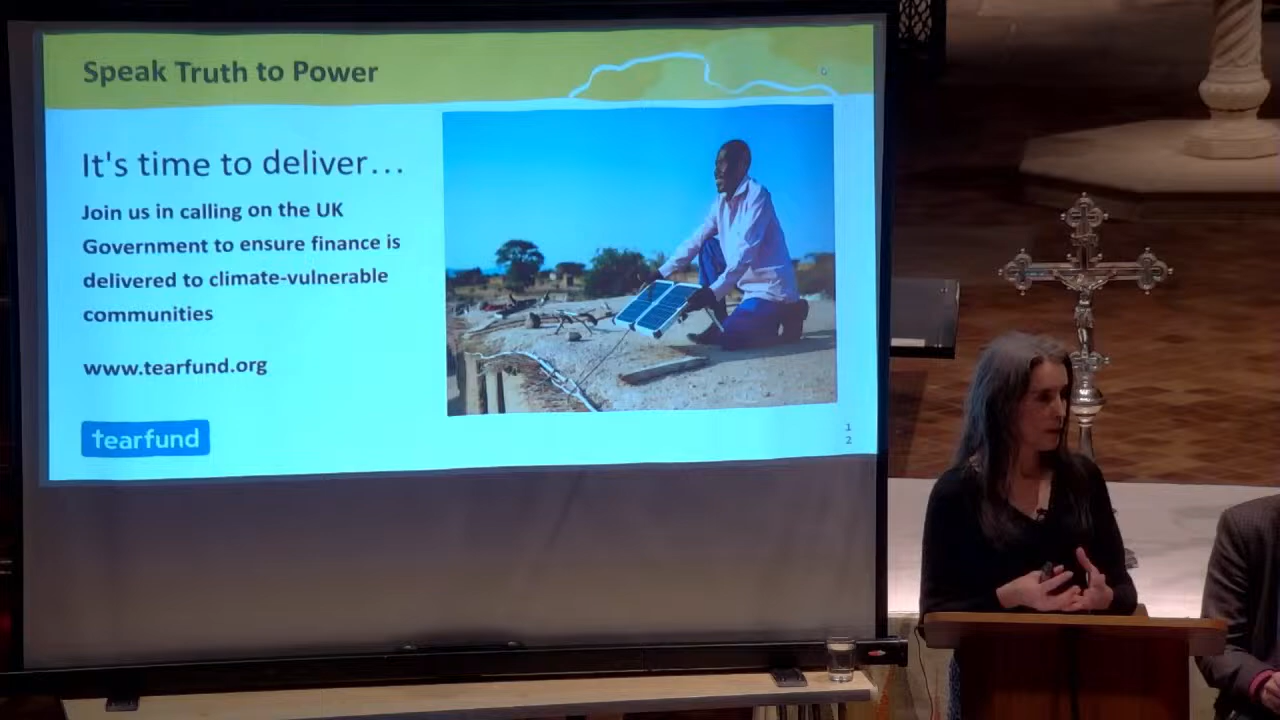 Speak Truth to Power
It's time to deliver...
Join us in calling on the UK
Government to ensure finance is
delivered to climate-vulnerable
communities
www.tearfund.org
tearfund
1
2